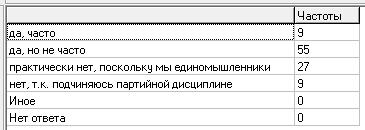 Частоты
да, часто 9
да, но не часто 55
практически нет, поскольку мы единомышленники 27
нет, т.к. подчиняюсь партийной дисциплине 9
Иное 0
Нет ответа 0